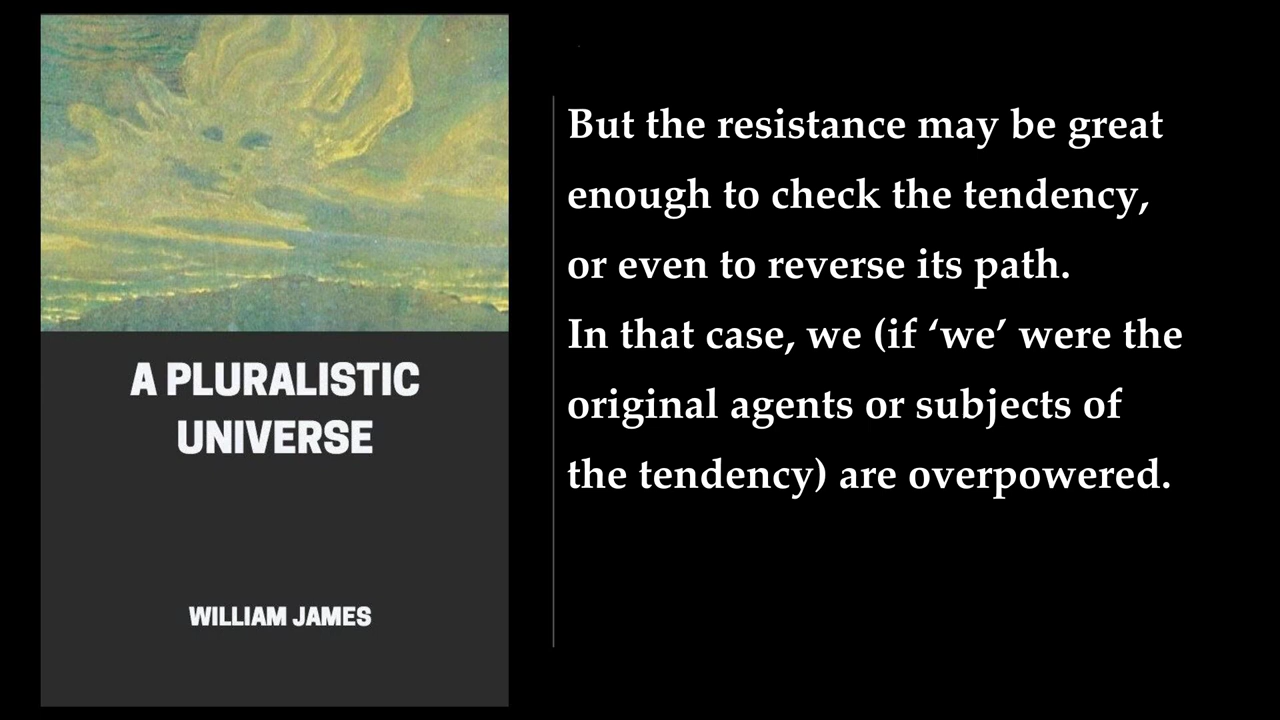 A PLURALISTIC
UNIVERSE
WILLIAM JAMES
But the resistance may be great
enough to check the tendency,
or even to reverse its path.
In that case, we (if ‘we’ were the
original agents or subjects of
the tendency) are overpowered.